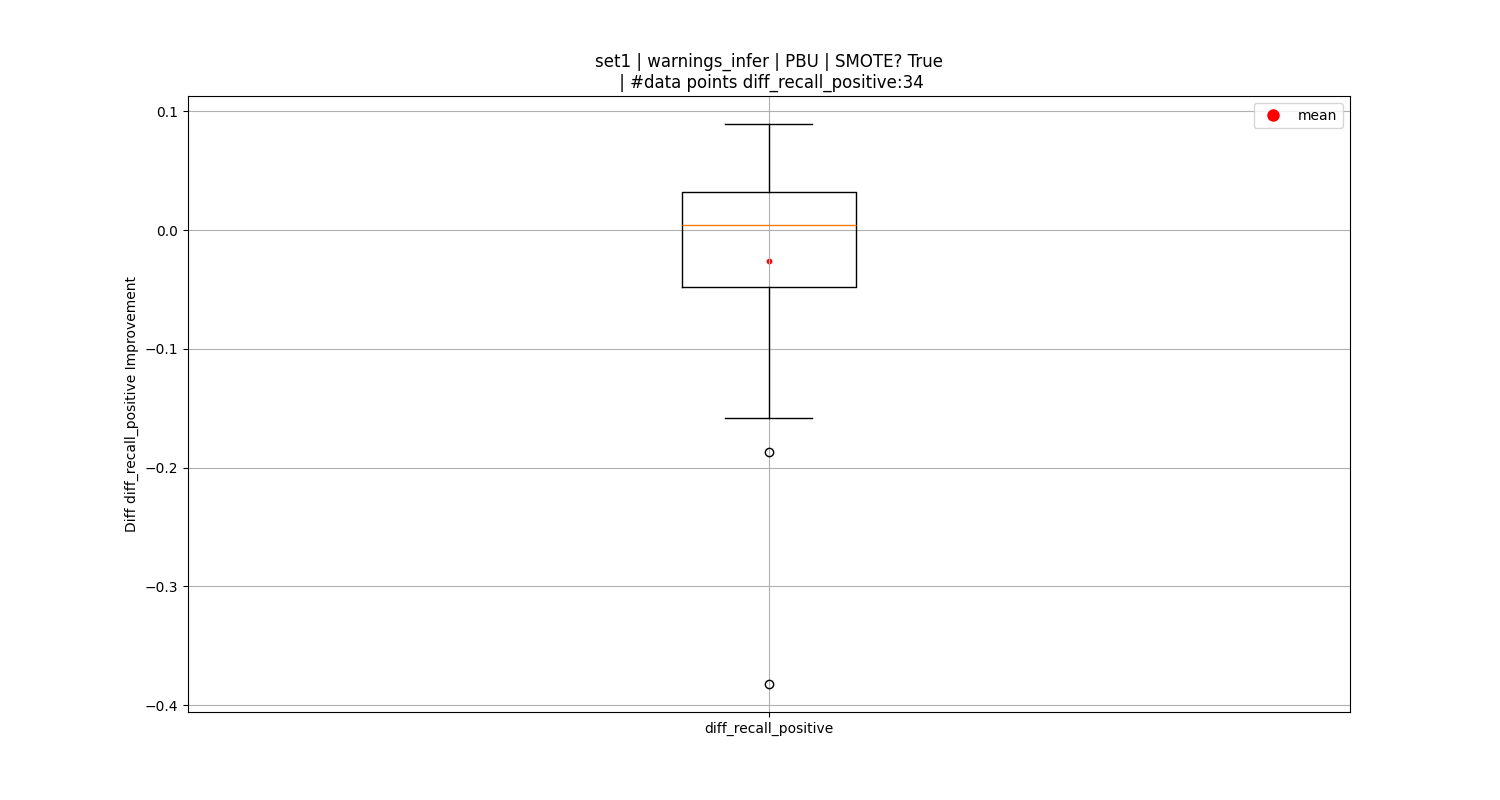 set1 | warnings_infer | PBU | SMOTE? True
| #data points diff_recall_positive:34
mean
0.1
0.0
−0.1
−0.2
−0.3
−0.4
Diff diff_recall_positive Improvement
diff_recall_positive